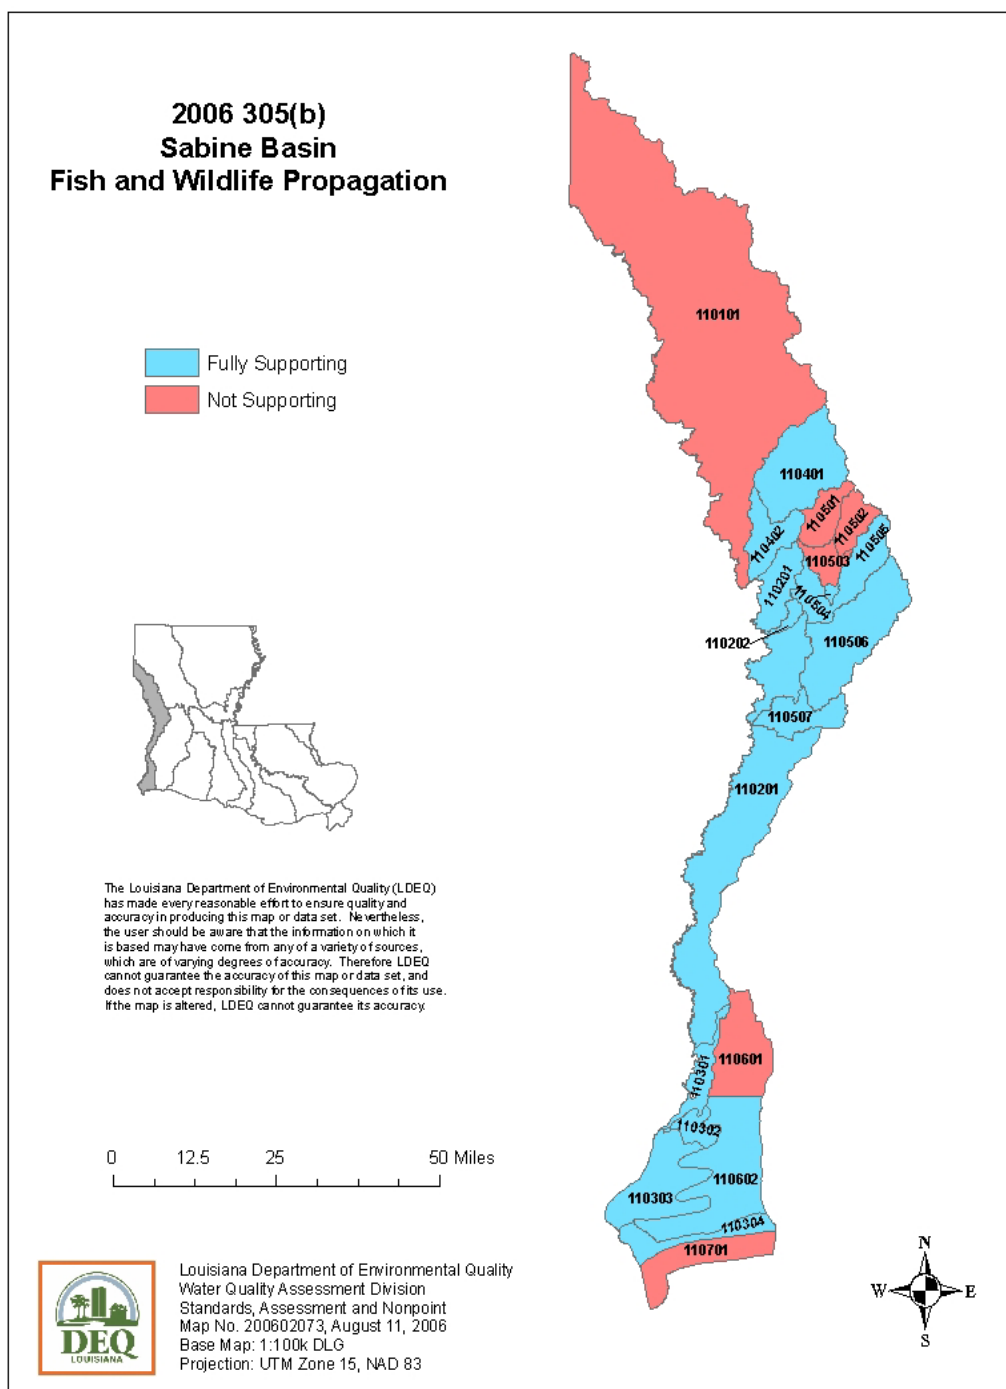 2006 305(b)
Sabine Basin
Fish and Wildlife Propagation
Fully Supporting
Not Supporting
110101
110401
110501
110502
110505
110402
110503
110201
110504
110202
110506
110507
110201
The Louisiana Department of Environmental Quality (LDEQ)
has made every reasonable effort to ensure quality and
accuracy in producing this map or data set. Nevertheless,
the user should be aware that the information on which it
is based may have come from any of a variety of sources,
which are of varying degrees of accuracy. Therefore LDEQ
cannot guarantee the accuracy of this map or data set, and
does not accept responsibility for the consequences of its use.
If the map is altered, LDEQ cannot guarantee its accuracy.
110601
110301
110302
0 12.5 25 50 Miles
110602
110303
110304
110701
N
W E
S
DEQ
LOUISIANA
Louisiana Department of Environmental Quality
Water Quality Assessment Division
Standards, Assessment and Nonpoint
Map No. 200602073, August 11, 2006
Base Map: 1:100k DLG
Projection: UTM Zone 15, NAD 83